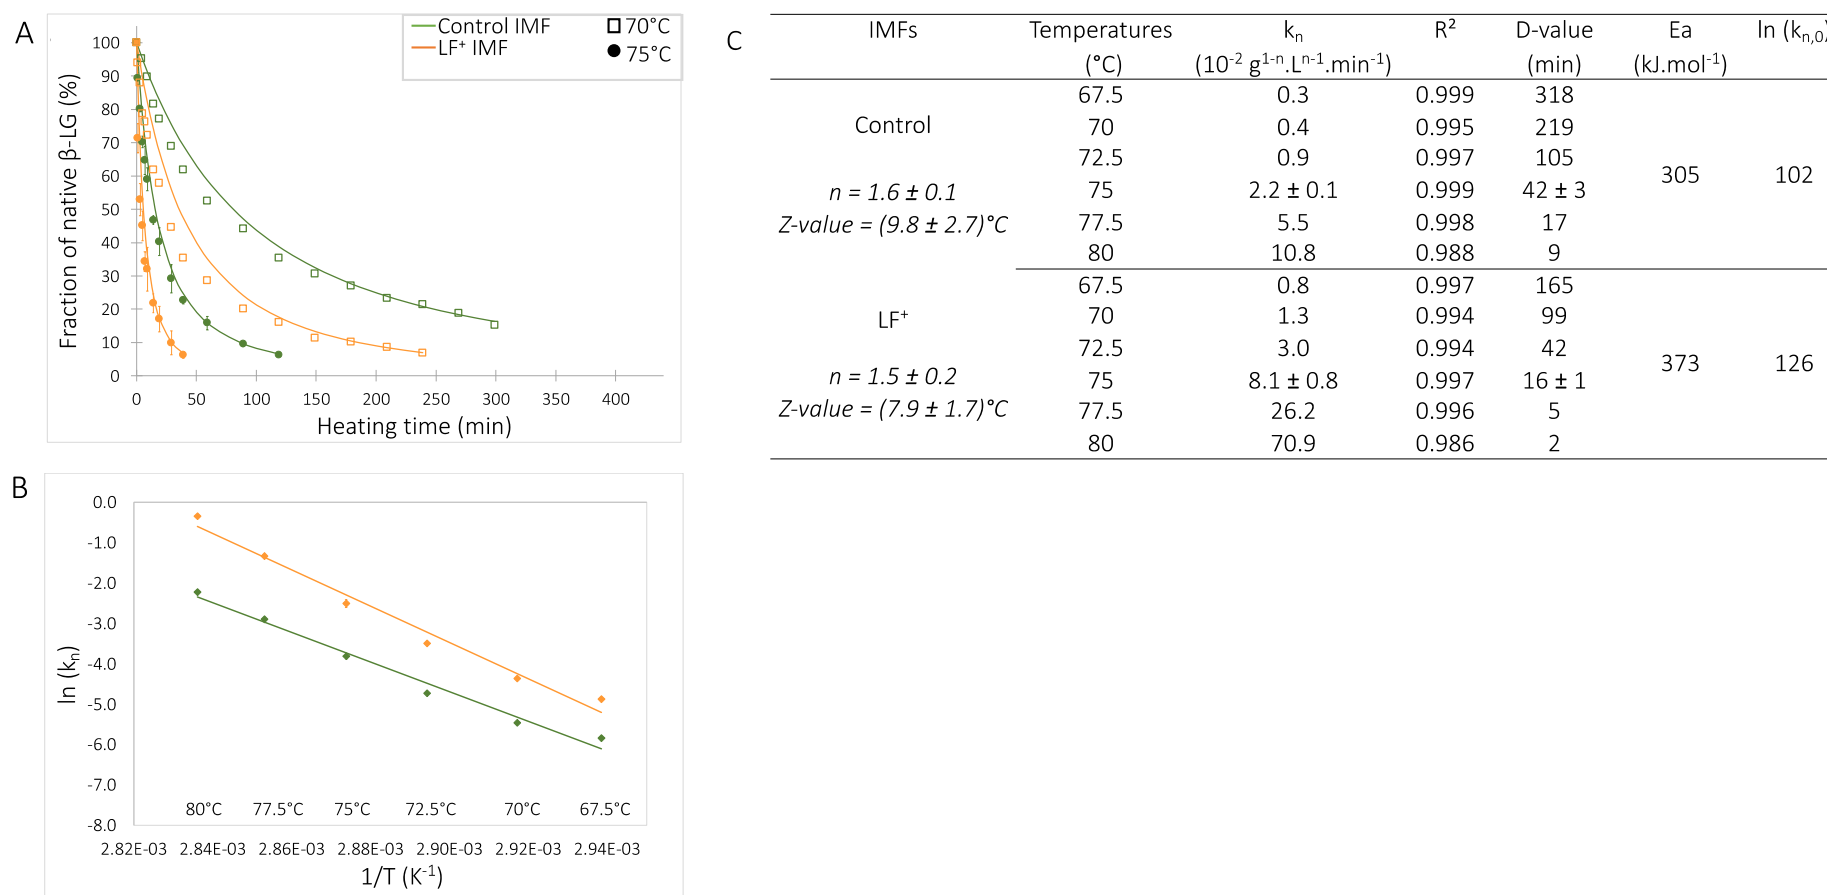 A
Control IMF
LF⁺ IMF
70°C
75°C
Fraction of native β-LG (%)
100
90
80
70
60
50
40
30
20
10
0
0 50 100 150 200 250 300 350 400
Heating time (min)
B
ln (kₙ)
0.0
-1.0
-2.0
-3.0
-4.0
-5.0
-6.0
-7.0
-8.0
80°C 77.5°C 75°C 72.5°C 70°C 67.5°C
2.82E-03 2.84E-03 2.86E-03 2.88E-03 2.90E-03 2.92E-03 2.94E-03
1/T (K⁻¹)
C
IMFs Temperatures kₙ R² D-value Ea ln (kₙ,₀)
(°C) (10⁻² g¹⁻ⁿ.Lⁿ⁻¹.min⁻¹) (min) (kJ.mol⁻¹)
67.5 0.3 0.999 318
Control 70 0.4 0.995 219
72.5 0.9 0.997 105
305 102
n = 1.6 ± 0.1 75 2.2 ± 0.1 0.999 42 ± 3
Z-value = (9.8 ± 2.7)°C 77.5 5.5 0.998 17
80 10.8 0.988 9
67.5 0.8 0.997 165
LF⁺ 70 1.3 0.994 99
72.5 3.0 0.994 42
373 126
n = 1.5 ± 0.2 75 8.1 ± 0.8 0.997 16 ± 1
Z-value = (7.9 ± 1.7)°C 77.5 26.2 0.996 5
80 70.9 0.986 2